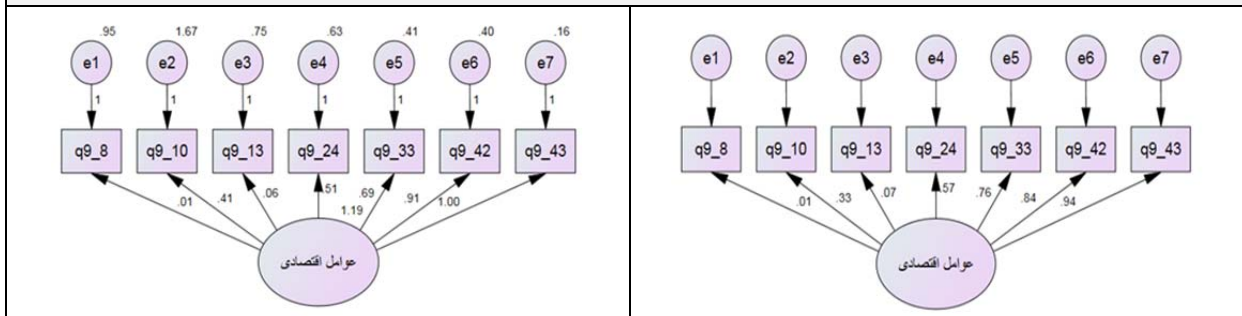 .95 1.67 .75 .63 .41 .40 .16
e1 e2 e3 e4 e5 e6 e7
1 1 1 1 1 1 1
q9_8 q9_10 q9_13 q9_24 q9_33 q9_42 q9_43
.01 .41 .06 .51 .69 .91 1.00
1.19
عوامل اقتصادی
e1 e2 e3 e4 e5 e6 e7
q9_8 q9_10 q9_13 q9_24 q9_33 q9_42 q9_43
.01 .33 .07 .57 .76 .84 .94
عوامل اقتصادی